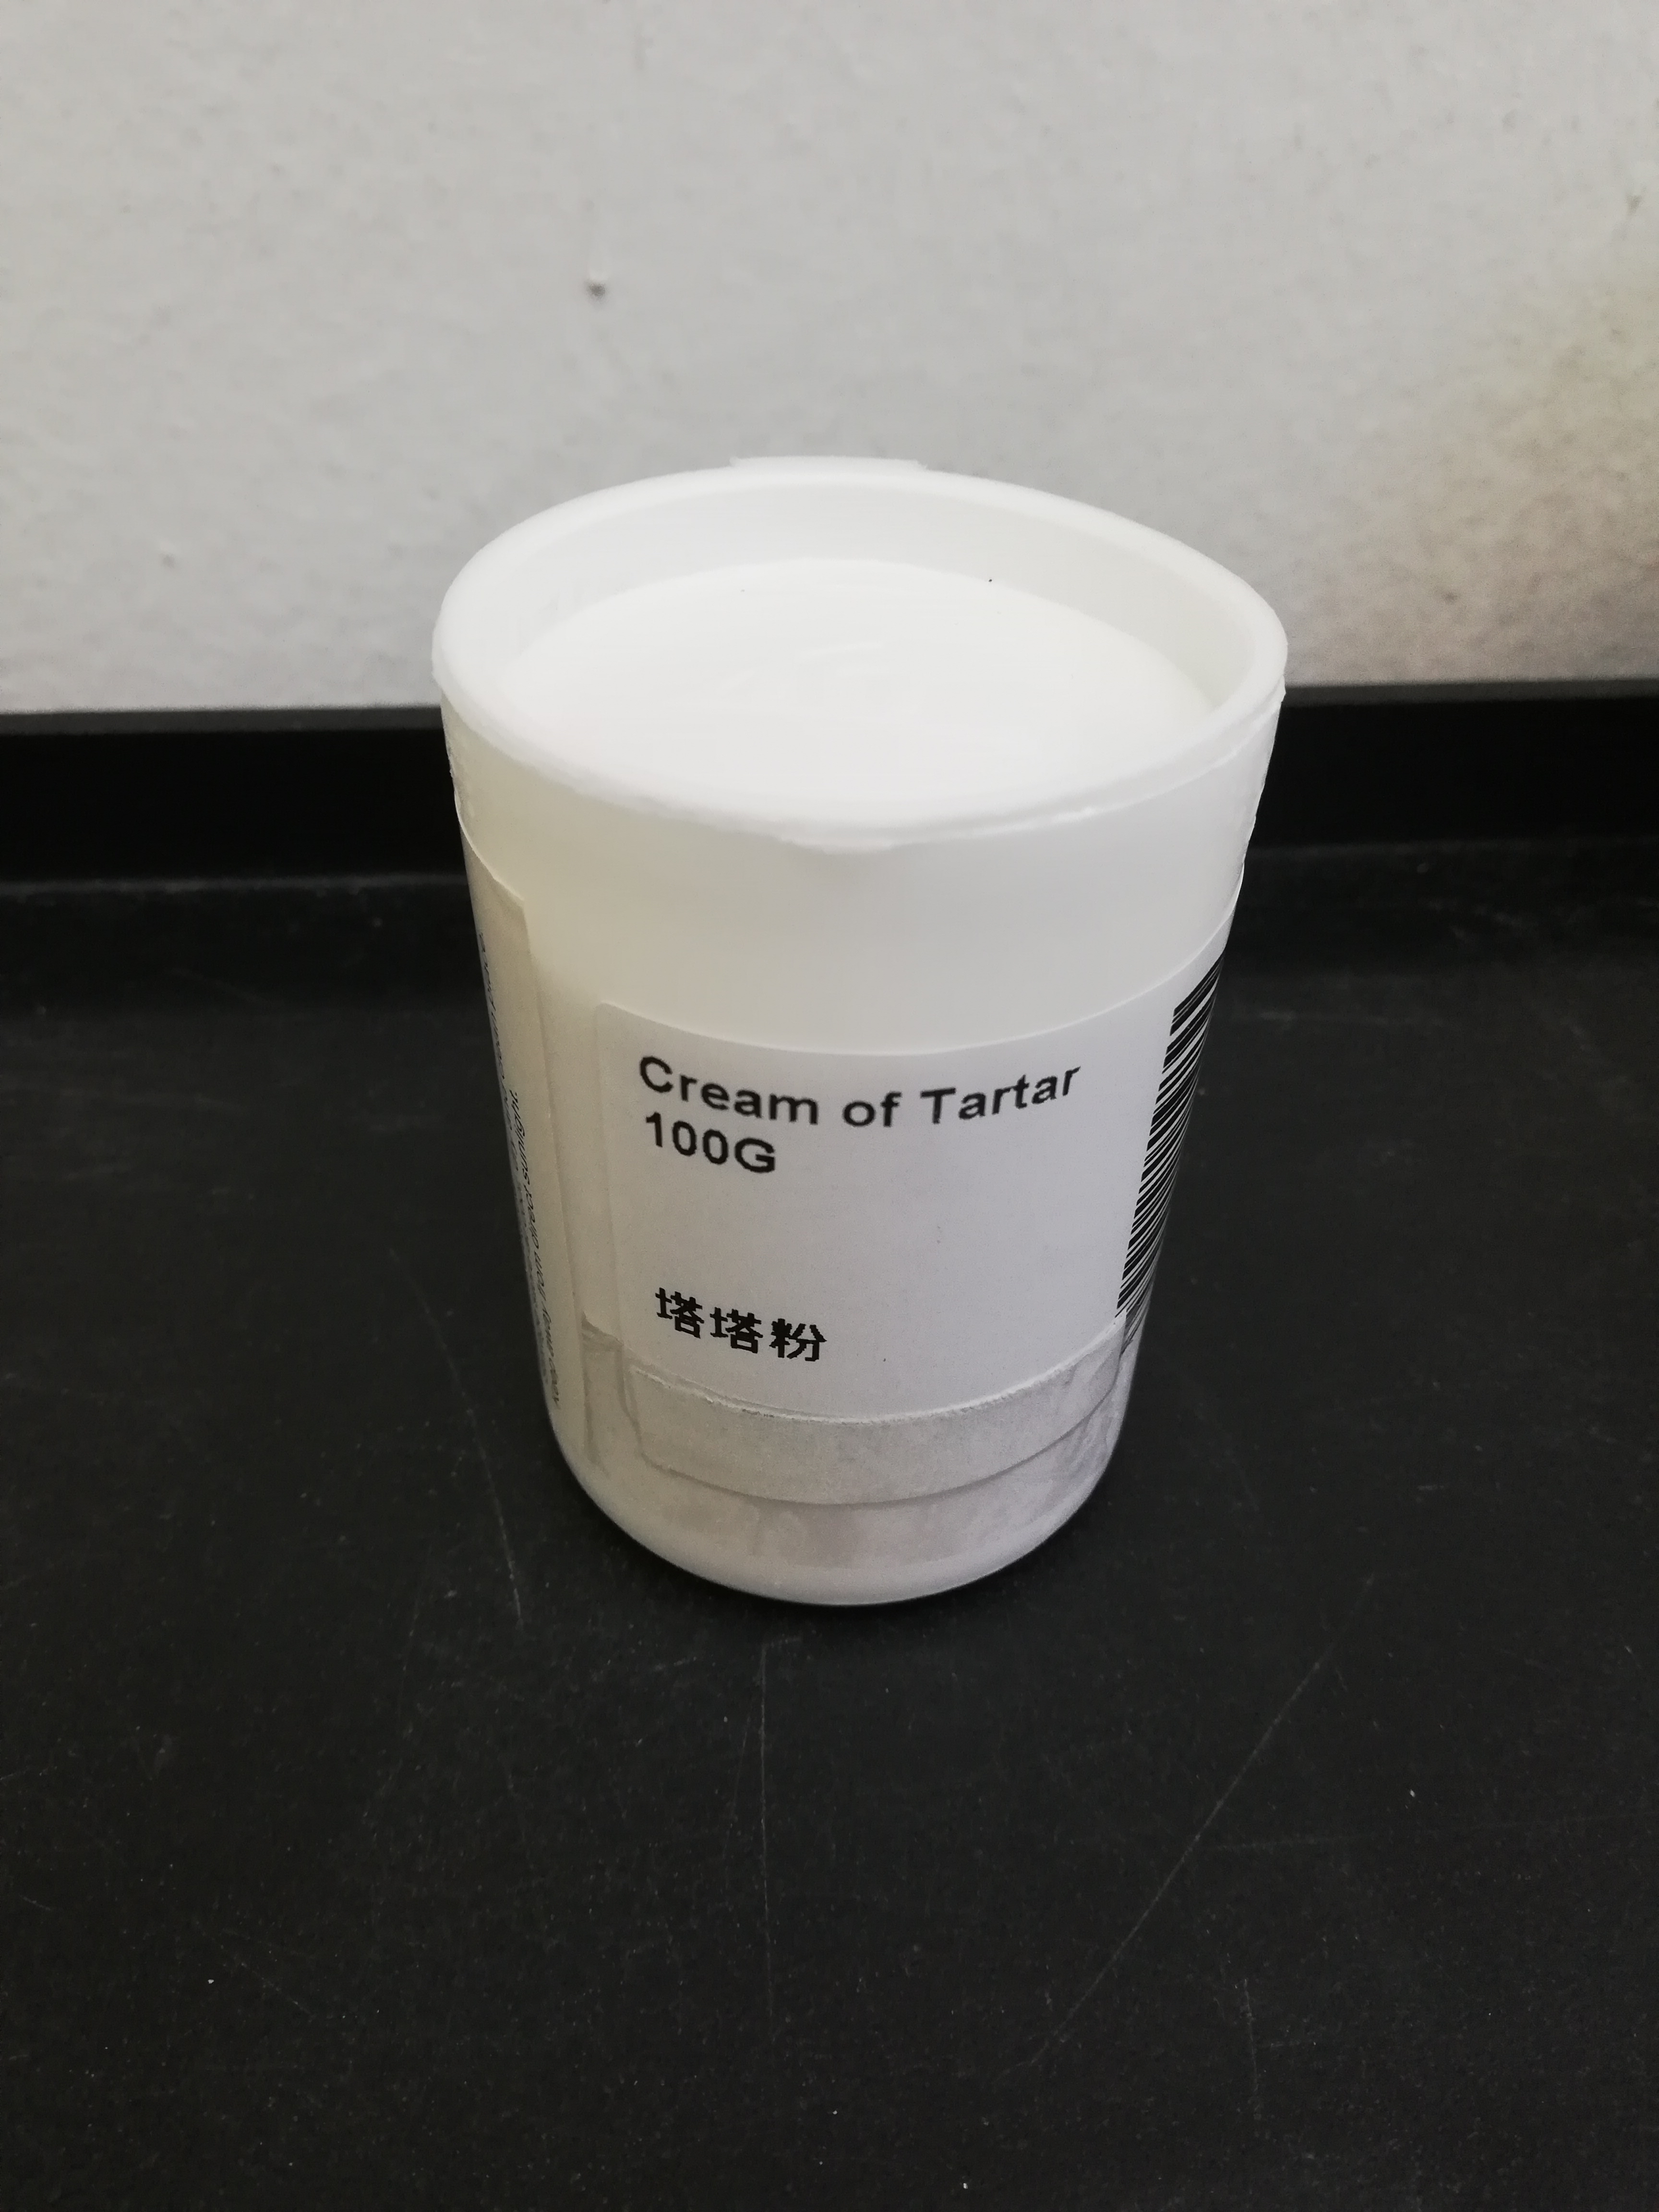 Cream of Tartar
100G
塔塔粉